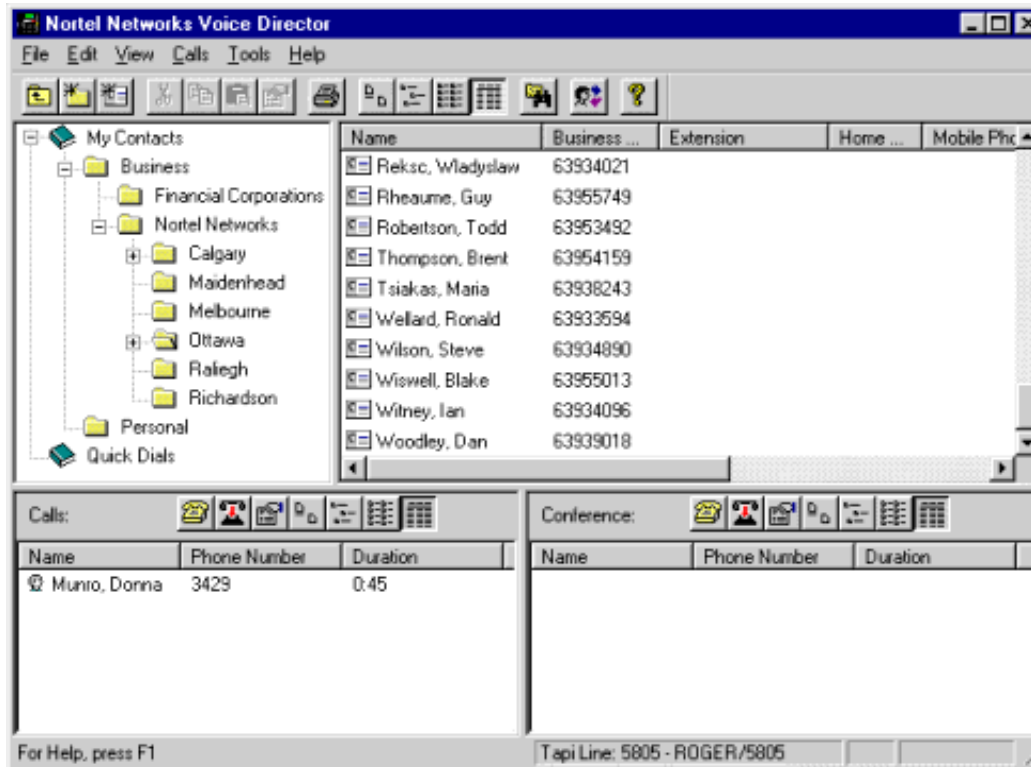 Nortel Networks Voice Director
File Edit View Calls Tools Help
My Contacts
Business
Financial Corporations
Nortel Networks
Calgary
Maidenhead
Melbourne
Ottawa
Raliegh
Richardson
Personal
Quick Dials
Name Business ... Extension Home ... Mobile Phc
Reksc, Wladyslaw 63934021
Rheaume, Guy 63955749
Robertson, Todd 63953492
Thompson, Brent 63954159
Tsiakas, Maria 63938243
Wellard, Ronald 63933594
Wilson, Steve 63934890
Wiswell, Blake 63955013
Witney, Ian 63934096
Woodley, Dan 63939018
Calls:
Name Phone Number Duration
Munro, Donna 3429 0:45
Conference:
Name Phone Number Duration
For Help, press F1
Tapi Line: 5805 - ROGER/5805